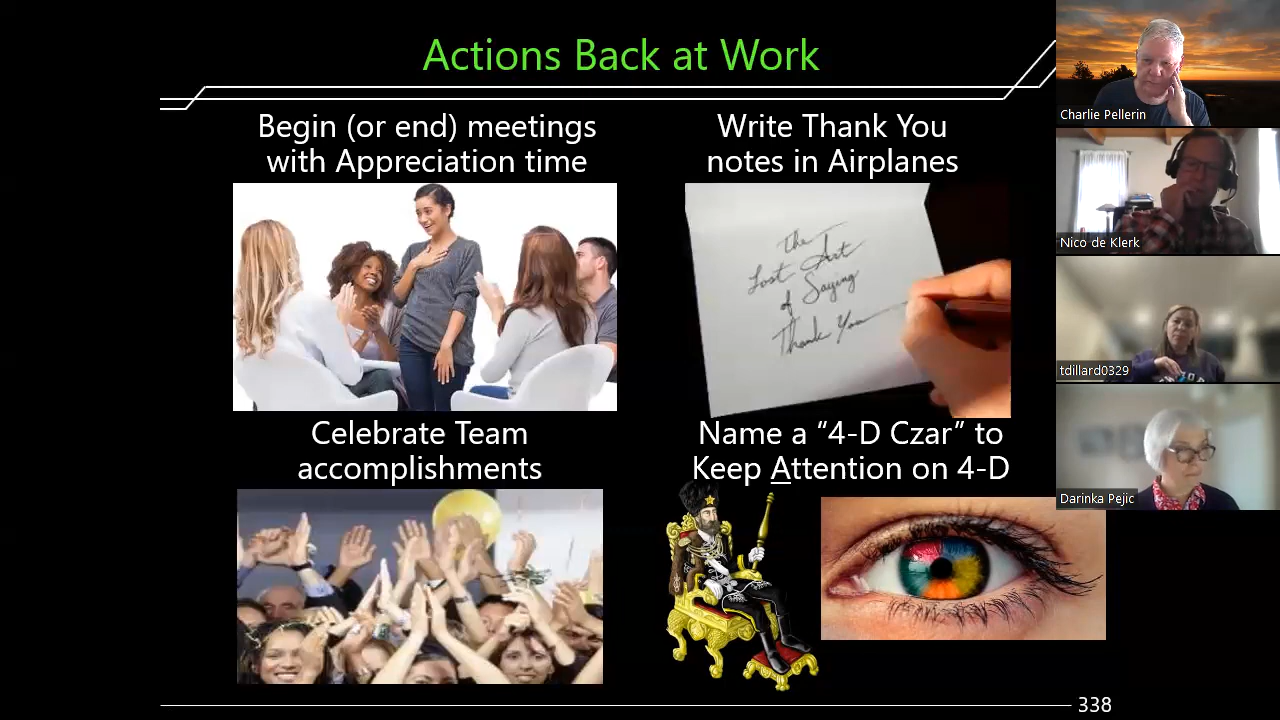 Actions Back at Work
Begin (or end) meetings
with Appreciation time
Write Thank You
notes in Airplanes
The
Lost Art
of Saying
Thank You
Celebrate Team
accomplishments
Name a “4-D Czar” to
Keep Attention on 4-D
338
Charlie Pellerin
Nico de Klerk
tdillard0329
Darinka Pejic